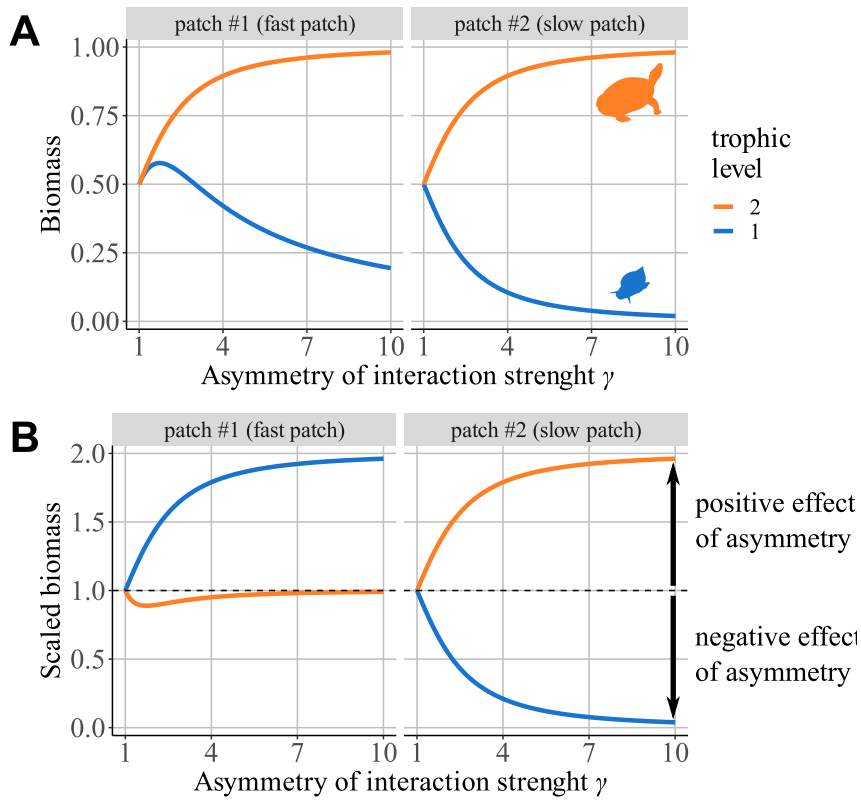 A
patch #1 (fast patch)
patch #2 (slow patch)
1.00
0.75
0.50
0.25
0.00
Biomass
1 4 7 10
1 4 7 10
Asymmetry of interaction strenght γ
trophic
level
2
1
B
patch #1 (fast patch)
patch #2 (slow patch)
2.0
1.5
1.0
0.5
0.0
Scaled biomass
1 4 7 10
1 4 7 10
Asymmetry of interaction strenght γ
positive effect
of asymmetry
negative effect
of asymmetry